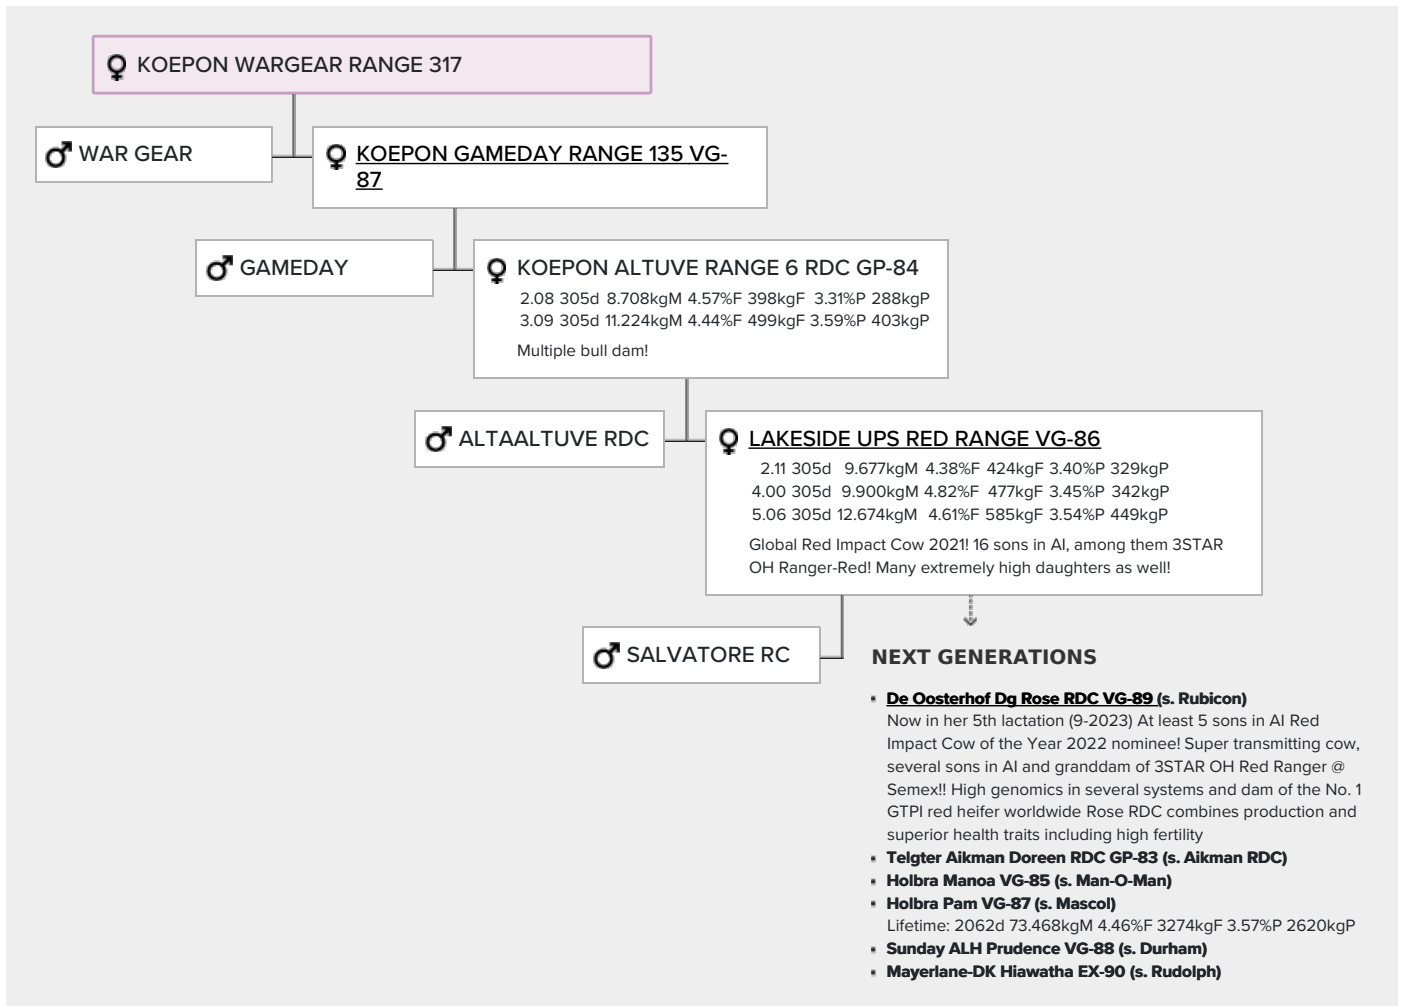 KOEPON WARGEAR RANGE 317
WAR GEAR
KOEPON GAMEDAY RANGE 135 VG-
87
GAMEDAY
KOEPON ALTUVE RANGE 6 RDC GP-84
2.08 305d 8.708kgM 4.57%F 398kgF 3.31%P 288kgP
3.09 305d 11.224kgM 4.44%F 499kgF 3.59%P 403kgP
Multiple bull dam!
ALTAALTUVE RDC
LAKESIDE UPS RED RANGE VG-86
2.11 305d 9.677kgM 4.38%F 424kgF 3.40%P 329kgP
4.00 305d 9.900kgM 4.82%F 477kgF 3.45%P 342kgP
5.06 305d 12.674kgM 4.61%F 585kgF 3.54%P 449kgP
Global Red Impact Cow 2021! 16 sons in AI, among them 3STAR
OH Ranger-Red! Many extremely high daughters as well!
SALVATORE RC
NEXT GENERATIONS
De Oosterhof Dg Rose RDC VG-89 (s. Rubicon)
Now in her 5th lactation (9-2023) At least 5 sons in AI Red
Impact Cow of the Year 2022 nominee! Super transmitting cow,
several sons in AI and granddam of 3STAR OH Red Ranger @
Semex!! High genomics in several systems and dam of the No. 1
GTPI red heifer worldwide Rose RDC combines production and
superior health traits including high fertility
Telgter Aikman Doreen RDC GP-83 (s. Aikman RDC)
Holbra Manoa VG-85 (s. Man-O-Man)
Holbra Pam VG-87 (s. Mascol)
Lifetime: 2062d 73.468kgM 4.46%F 3274kgF 3.57%P 2620kgP
Sunday ALH Prudence VG-88 (s. Durham)
Mayerlane-DK Hiawatha EX-90 (s. Rudolph)